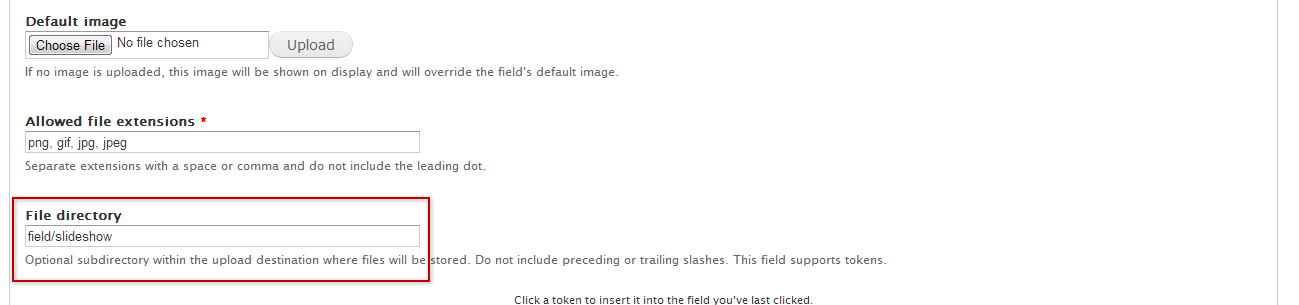 Default image
Choose File No file chosen Upload
If no image is uploaded, this image will be shown on display and will override the field's default image.
Allowed file extensions *
png, gif, jpg, jpeg
Separate extensions with a space or comma and do not include the leading dot.
File directory
field/slideshow
Optional subdirectory within the upload destination where files will be stored. Do not include preceding or trailing slashes. This field supports tokens.
Click a token to insert it into the field you've last clicked.